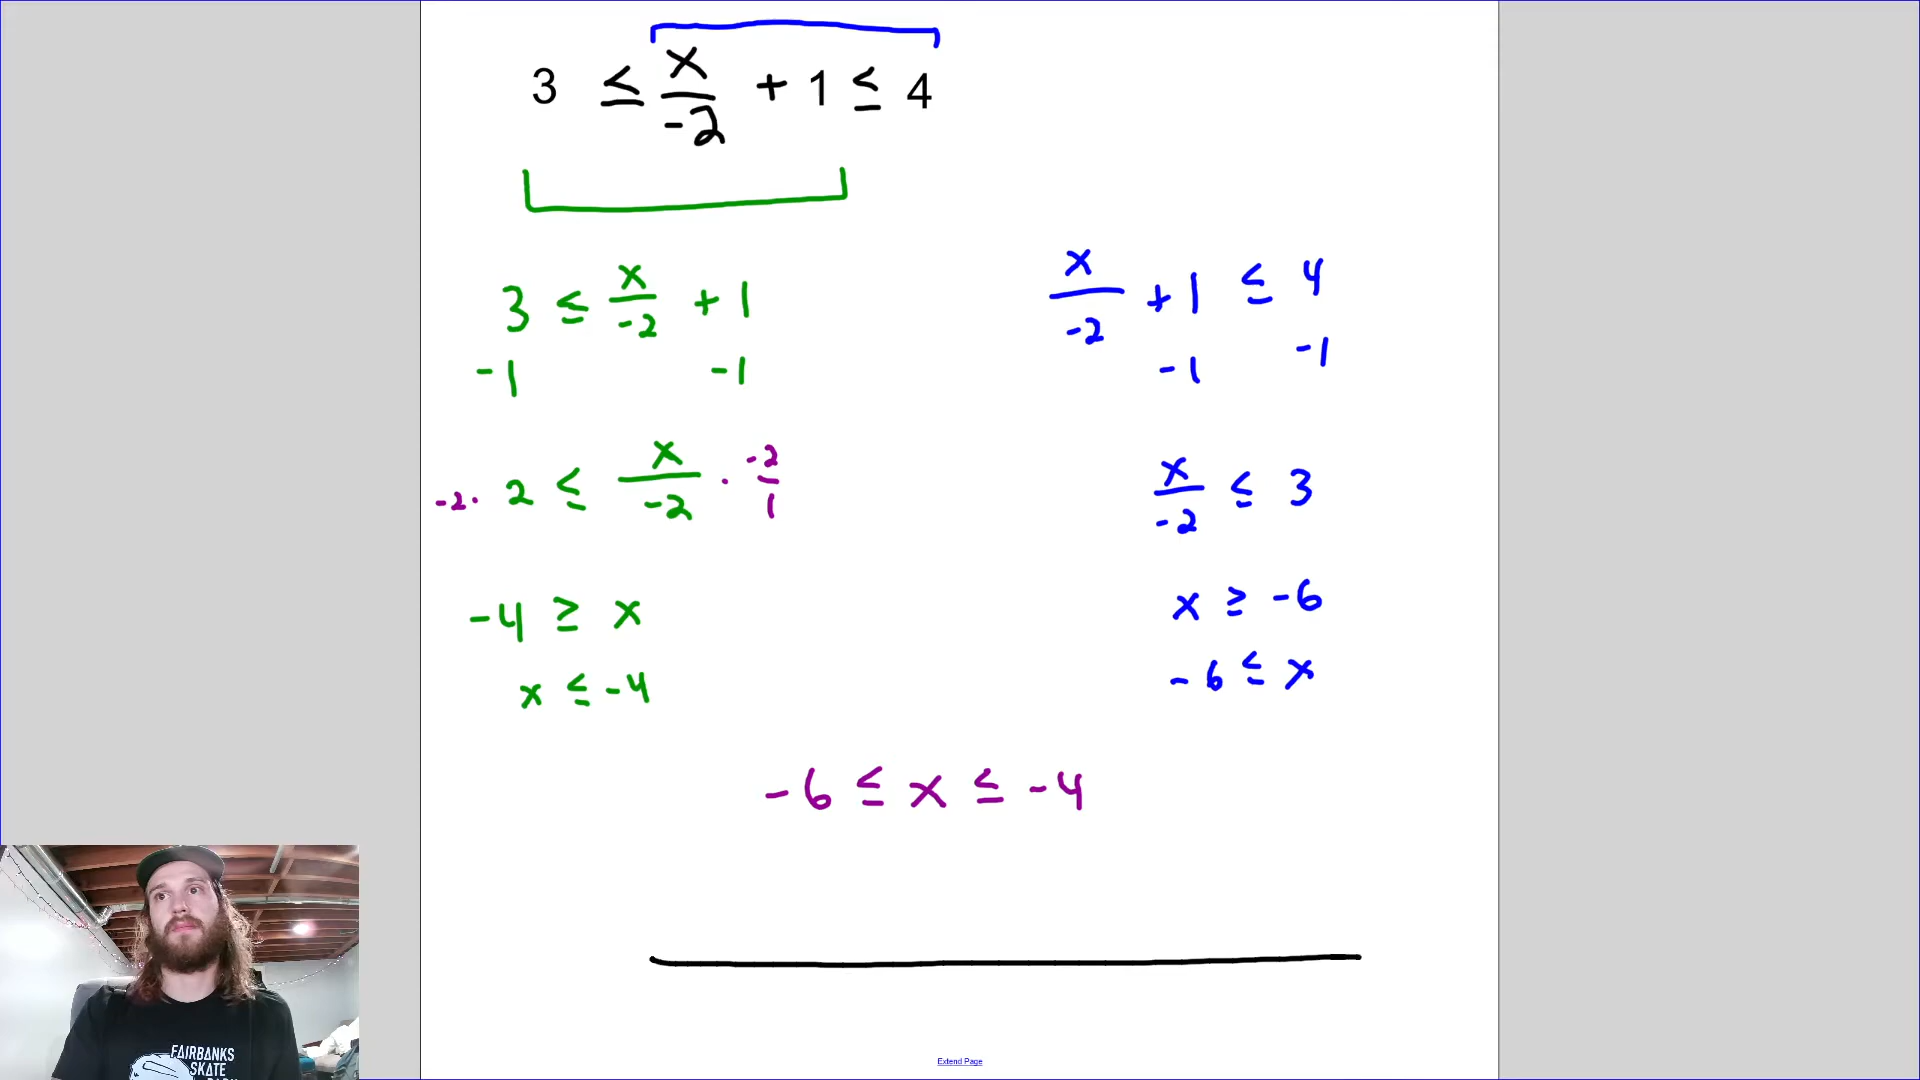 3 ≤ x/-2 + 1 ≤ 4
3 ≤ x/-2 + 1
-1 -1
-2 · 2 ≤ x/-2 · -2/1
-4 ≥ x
x ≤ -4
x/-2 + 1 ≤ 4
-1 -1
x/-2 ≤ 3
x ≥ -6
-6 ≤ x
-6 ≤ x ≤ -4
FAIRBANKS
SKATE
Extend Page